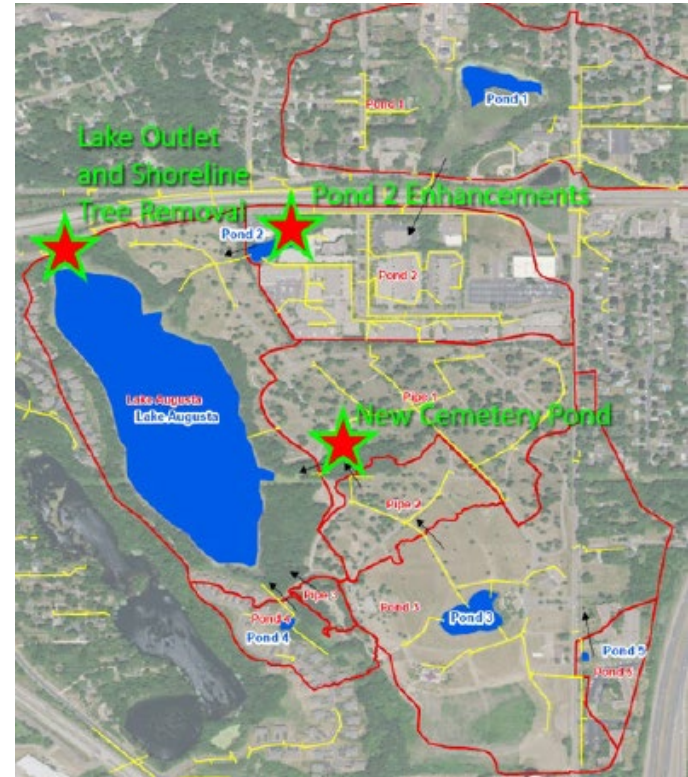 Pond 1
Pond 1
Lake Outlet
and Shoreline
Tree Removal
Pond 2 Enhancements
Pond 2
Pond 2
Lake Augusta
Lake Augusta
Pipe 1
New Cemetery Pond
Pipe 2
Pipe 3
Pond 3
Pond 3
Pond 4
Pond 4
Pond 5
Pond 5